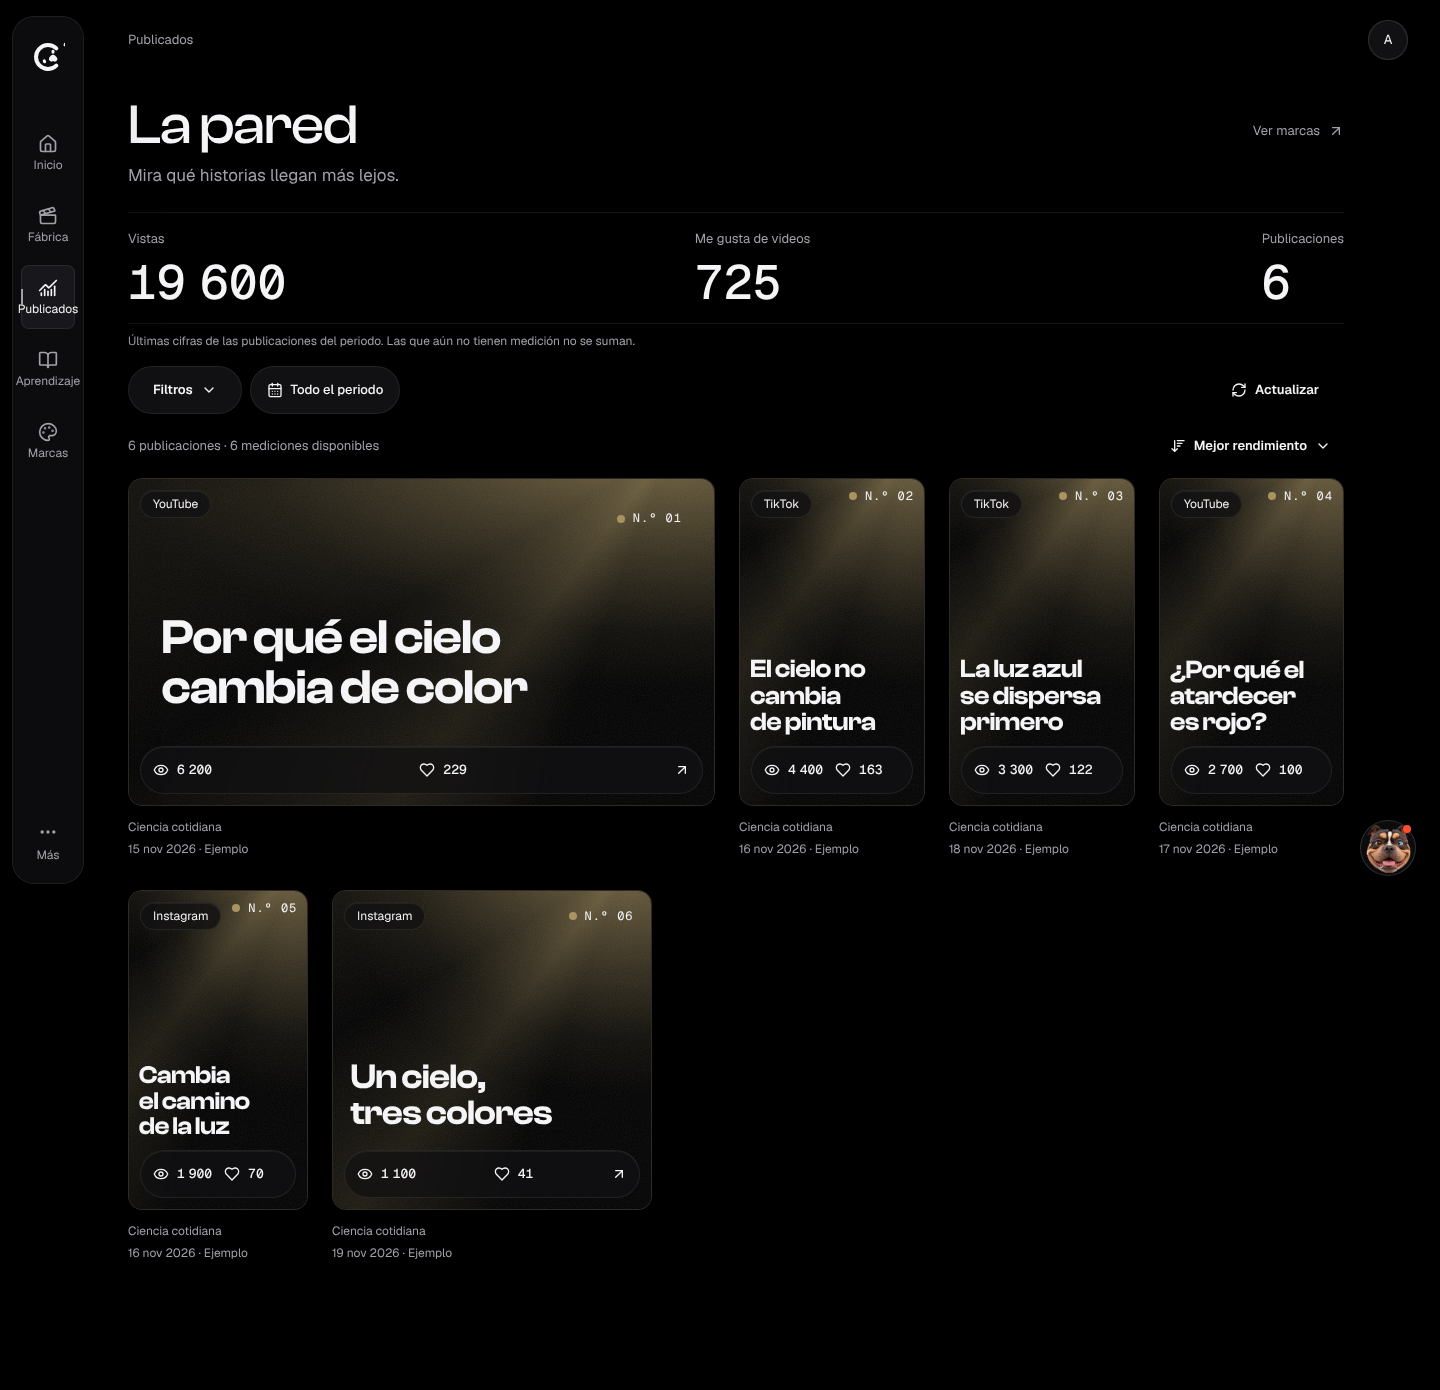 Publicados
A
Inicio
Fábrica
Publicados
Aprendizaje
Marcas
Más
La pared
Ver marcas
Mira qué historias llegan más lejos.
Vistas
19 600
Me gusta de videos
725
Publicaciones
6
Últimas cifras de las publicaciones del periodo. Las que aún no tienen medición no se suman.
Filtros
Todo el periodo
Actualizar
6 publicaciones · 6 mediciones disponibles
Mejor rendimiento
YouTube
N.º 01
Por qué el cielo
cambia de color
6 200
229
Ciencia cotidiana
15 nov 2026 · Ejemplo
TikTok
N.º 02
El cielo no
cambia
de pintura
4 400
163
Ciencia cotidiana
16 nov 2026 · Ejemplo
TikTok
N.º 03
La luz azul
se dispersa
primero
3 300
122
Ciencia cotidiana
18 nov 2026 · Ejemplo
YouTube
N.º 04
¿Por qué el
atardecer
es rojo?
2 700
100
Ciencia cotidiana
17 nov 2026 · Ejemplo
Instagram
N.º 05
Cambia
el camino
de la luz
1 900
70
Ciencia cotidiana
16 nov 2026 · Ejemplo
Instagram
N.º 06
Un cielo,
tres colores
1 100
41
Ciencia cotidiana
19 nov 2026 · Ejemplo